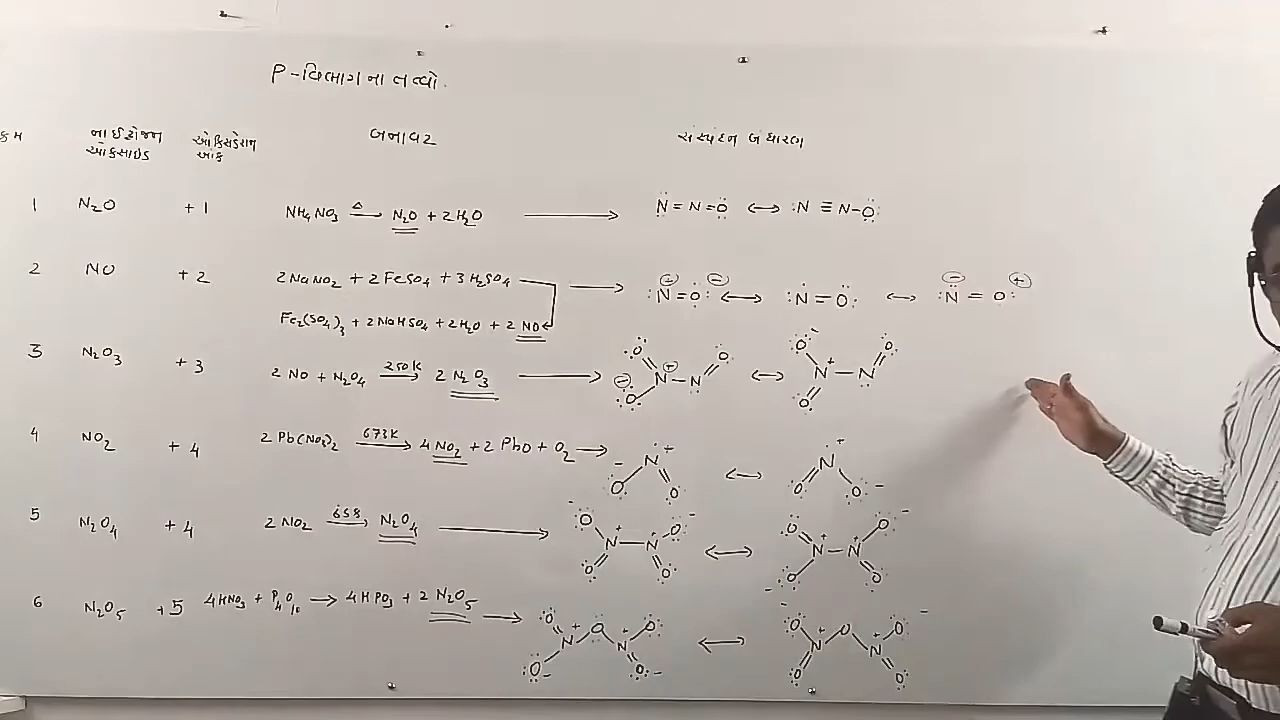 P-વિભાગ ના તત્વો.
ક્રમ નાઈટ્રોજન ઓકસાઇડ ઓકિસડેશન આંક બનાવટ સંસ્પંદન બંધારણ
1 N₂O +1 NH₄NO₃ —Δ→ N₂O + 2H₂O → N=N=O ↔ :N≡N-O:
2 NO +2 2NaNO₂ + 2FeSO₄ + 3H₂SO₄ → :N=O: ↔ :N=O: ↔ :N=O:
Fe₂(SO₄)₃ + 2NaHSO₄ + 2H₂O + 2NO
3 N₂O₃ +3 2NO + N₂O₄ —250K→ 2N₂O₃ →
4 NO₂ +4 2Pb(NO₃)₂ —673K→ 4NO₂ + 2PbO + O₂ →
5 N₂O₄ +4 2NO₂ → N₂O₄ →
6 N₂O₅ +5 4HNO₃ + P₄O₁₀ → 4HPO₃ + 2N₂O₅ →